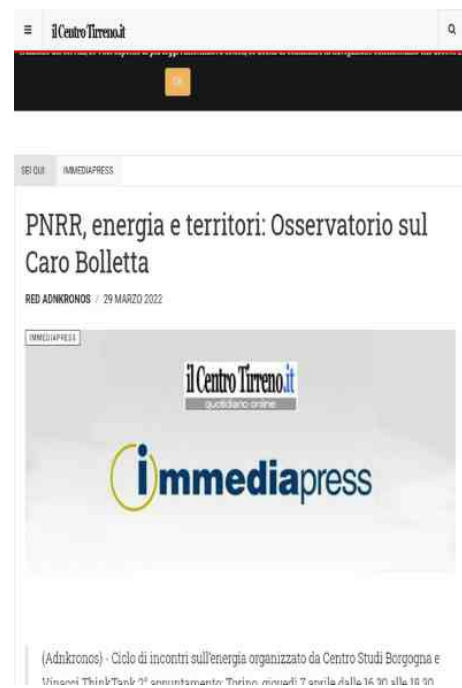 il Centro Tirreno.it
Ok
SEI QUI: IMMEDIAPRESS
PNRR, energia e territori: Osservatorio sul
Caro Bolletta
RED ADNKRONOS / 29 MARZO 2022
IMMEDIAPRESS
il Centro Tirreno.it
quotidiano online
immediapress
(Adnkronos) - Ciclo di incontri sull'energia organizzato da Centro Studi Borgogna e
Vinacci ThinkTank 2° appuntamento: Torino, giovedì 7 aprile dalle 16.30 alle 18.30